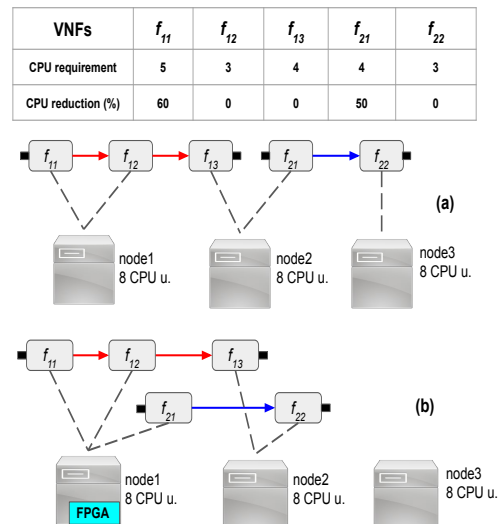 VNFs f11 f12 f13 f21 f22
CPU requirement 5 3 4 4 3
CPU reduction (%) 60 0 0 50 0
f11 f12 f13 f21 f22
(a)
node1
8 CPU u.
node2
8 CPU u.
node3
8 CPU u.
f11 f12 f13
f21 f22
(b)
node1
8 CPU u.
FPGA
node2
8 CPU u.
node3
8 CPU u.